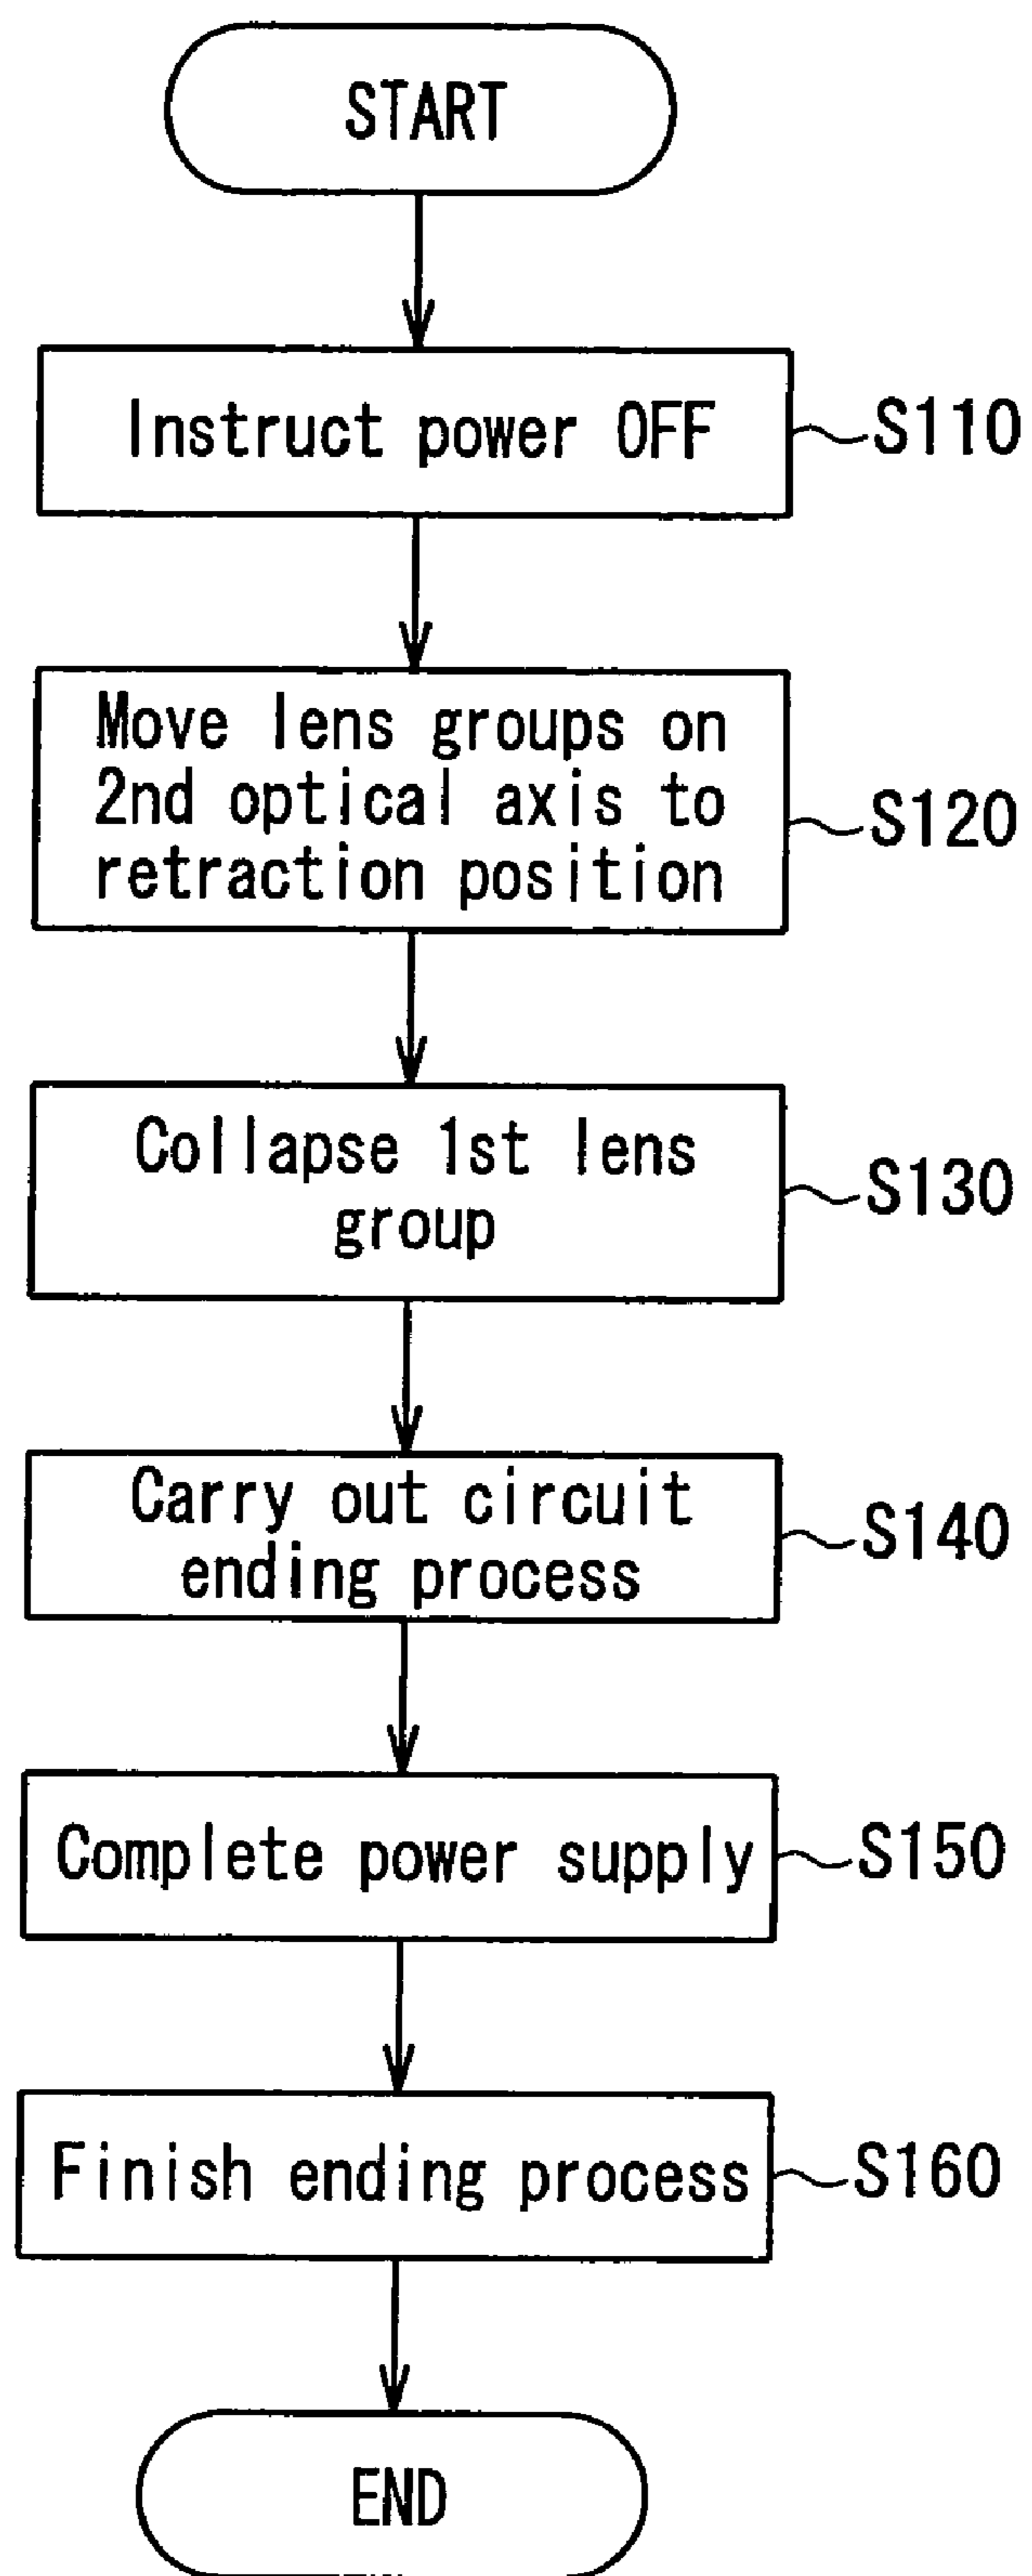 START
Instruct power OFF
S110
Move lens groups on
2nd optical axis to
retraction position
S120
Collapse 1st lens
group
S130
Carry out circuit
ending process
S140
Complete power supply
S150
Finish ending process
S160
END